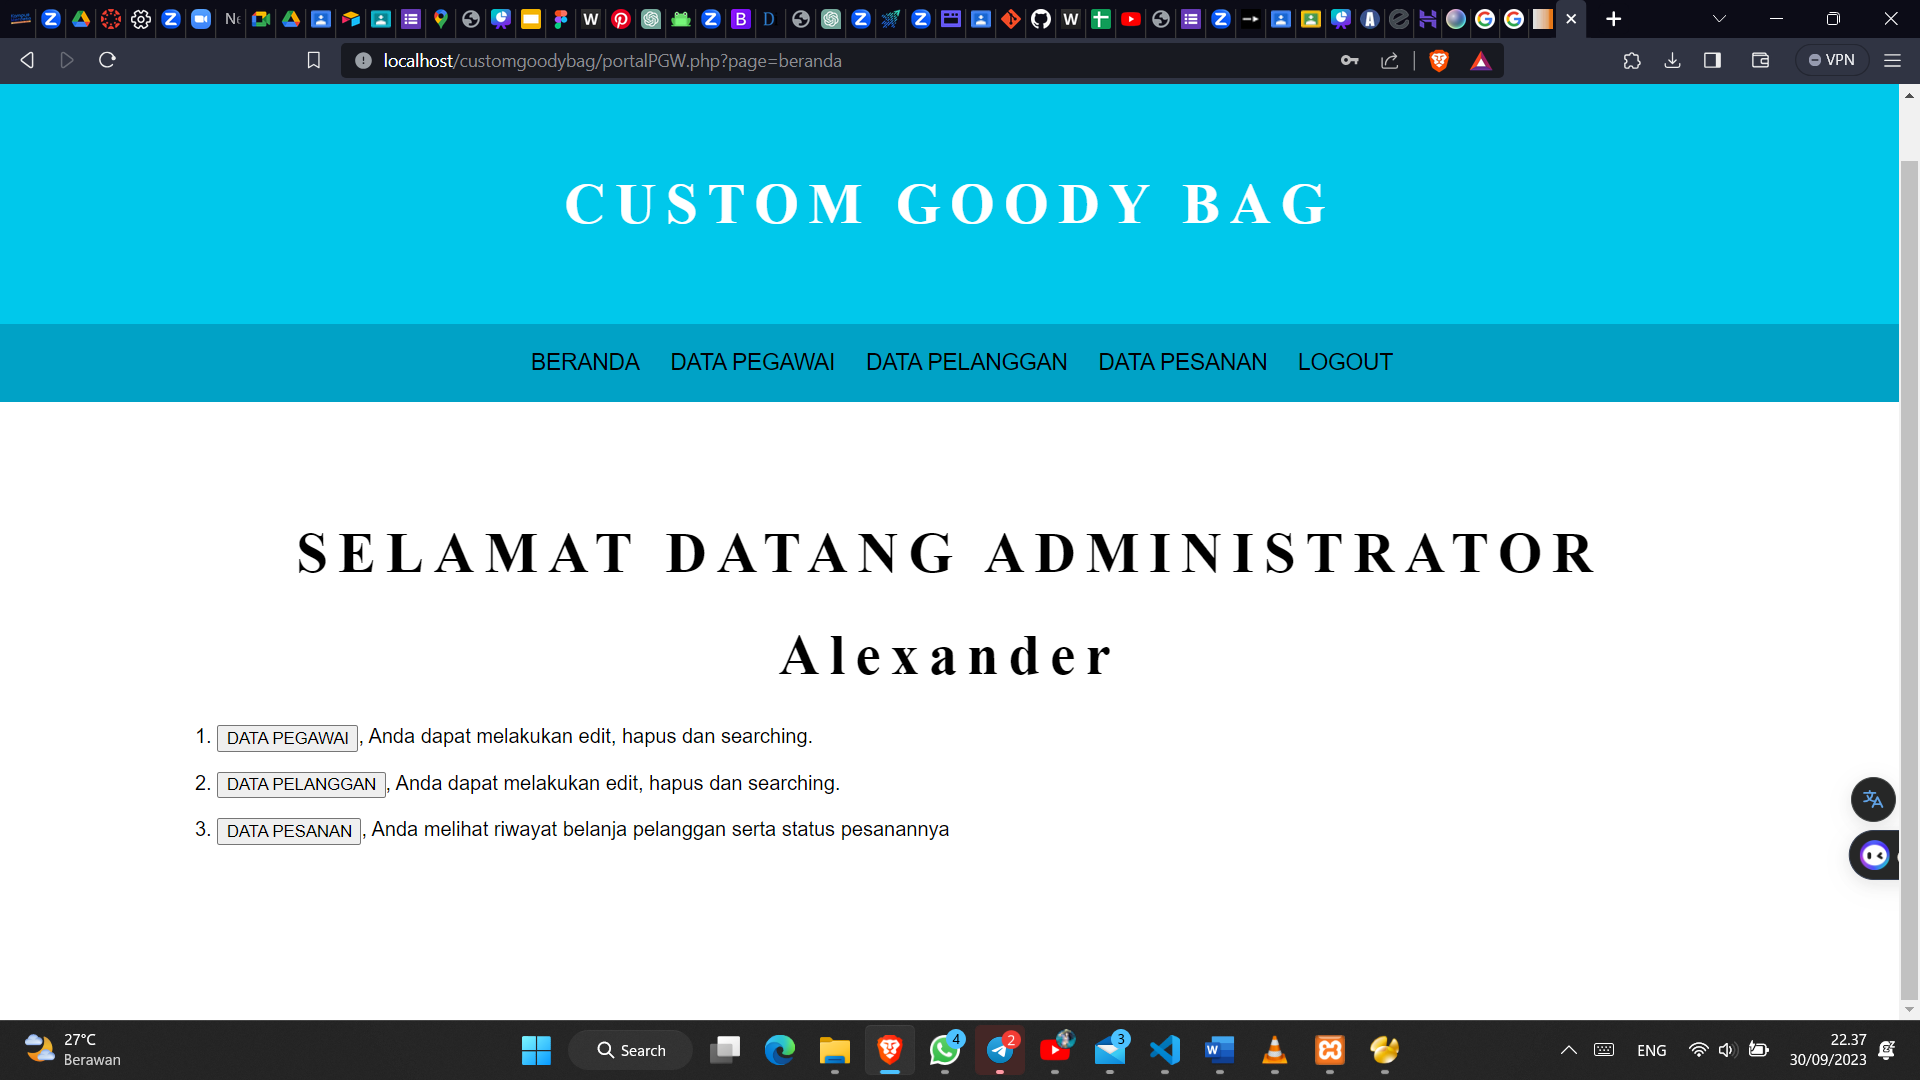 Ne
localhost/customgoodybag/portalPGW.php?page=beranda
VPN
CUSTOM GOODY BAG
BERANDA DATA PEGAWAI DATA PELANGGAN DATA PESANAN LOGOUT
SELAMAT DATANG ADMINISTRATOR
Alexander
1. DATA PEGAWAI, Anda dapat melakukan edit, hapus dan searching.
2. DATA PELANGGAN, Anda dapat melakukan edit, hapus dan searching.
3. DATA PESANAN, Anda melihat riwayat belanja pelanggan serta status pesanannya
27°C
Berawan
Search
4
2
3
ENG
22.37
30/09/2023